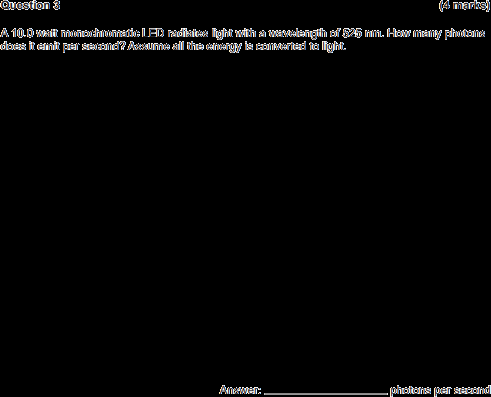 Question 3 (4 marks)
A 10.0 watt monochromatic LED radiates light with a wavelength of 525 nm. How many photons
does it emit per second? Assume all the energy is converted to light.
Answer: ____________________ photons per second